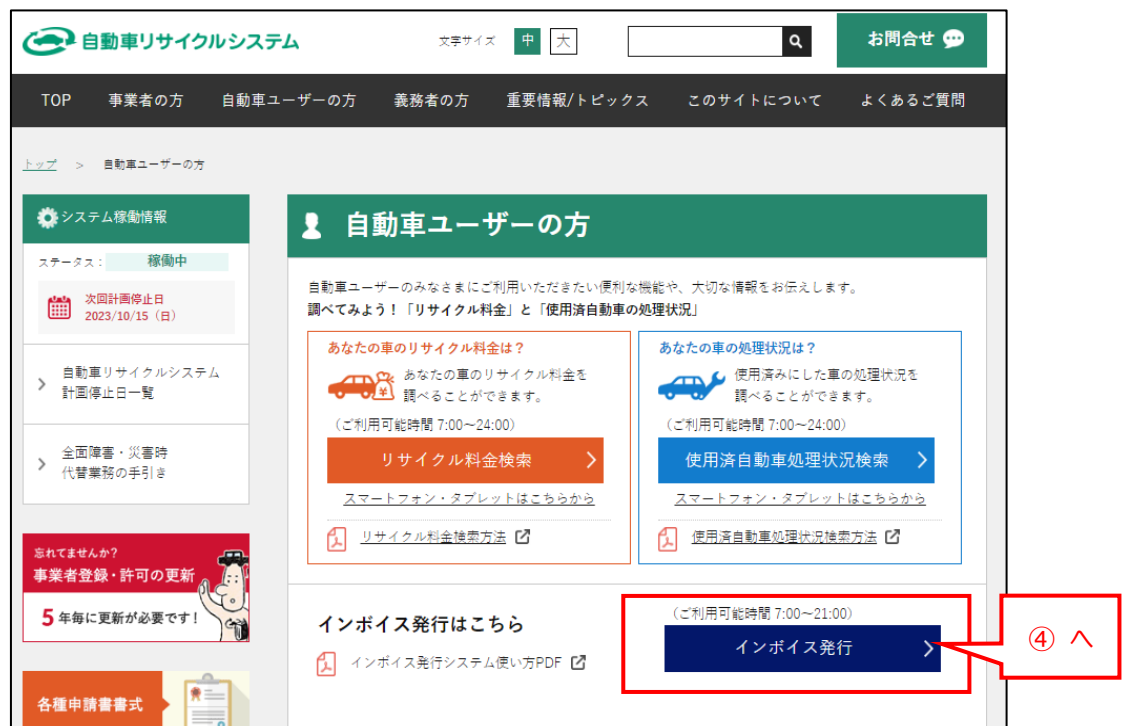 自動車リサイクルシステム
文字サイズ 中 大
お問合せ
TOP 事業者の方 自動車ユーザーの方 義務者の方 重要情報/トピックス このサイトについて よくあるご質問
トップ > 自動車ユーザーの方
システム稼働情報
ステータス： 稼働中
次回計画停止日
2023/10/15（日）
自動車リサイクルシステム
計画停止日一覧
全面障害・災害時
代替業務の手引き
忘れてませんか?
事業者登録・許可の更新
5年毎に更新が必要です!
各種申請書書式
自動車ユーザーの方
自動車ユーザーのみなさまにご利用いただきたい便利な機能や、大切な情報をお伝えします。
調べてみよう！「リサイクル料金」と「使用済自動車の処理状況」
あなたの車のリサイクル料金は？
¥
あなたの車のリサイクル料金を
調べることができます。
（ご利用可能時間 7:00～24:00）
リサイクル料金検索
スマートフォン・タブレットはこちらから
リサイクル料金検索方法
あなたの車の処理状況は？
使用済みにした車の処理状況を
調べることができます。
（ご利用可能時間 7:00～24:00）
使用済自動車処理状況検索
スマートフォン・タブレットはこちらから
使用済自動車処理状況検索方法
インボイス発行はこちら
インボイス発行システム使い方PDF
（ご利用可能時間 7:00～21:00）
インボイス発行
④ へ